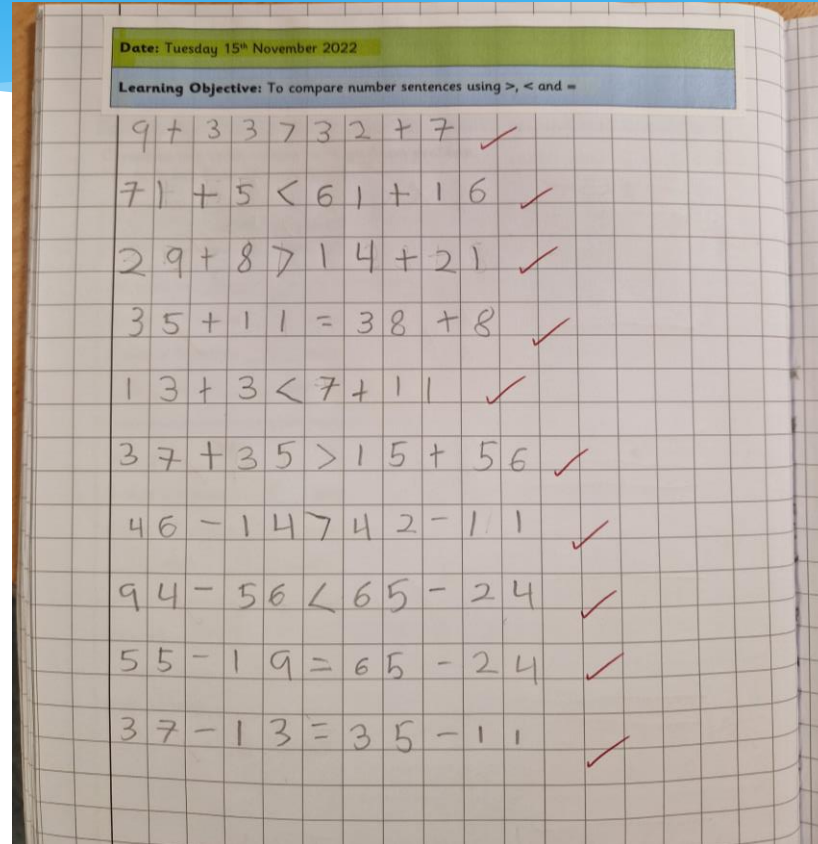 Date: Tuesday 15th November 2022
Learning Objective: To compare number sentences using >, < and =
9 + 33 > 32 + 7
71 + 5 < 61 + 16
29 + 8 > 14 + 21
35 + 11 = 38 + 8
13 + 3 < 7 + 11
37 + 35 > 15 + 56
46 - 14 > 42 - 11
94 - 56 < 65 - 24
55 - 19 = 65 - 24
37 - 13 = 35 - 11